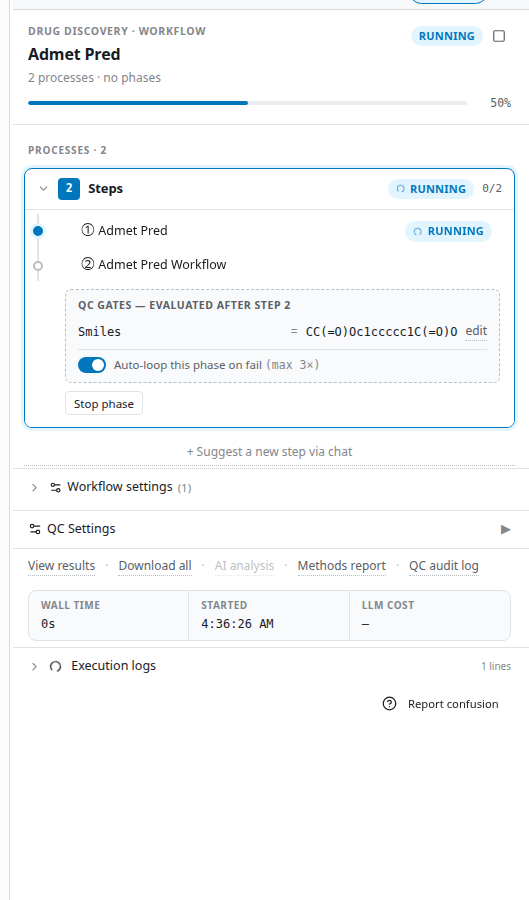 DRUG DISCOVERY · WORKFLOW
RUNNING
Admet Pred
2 processes · no phases
50%
PROCESSES · 2
2 Steps RUNNING 0/2
① Admet Pred RUNNING
② Admet Pred Workflow
QC GATES — EVALUATED AFTER STEP 2
Smiles = CC(=O)Oc1ccccc1C(=O)O edit
Auto-loop this phase on fail (max 3×)
Stop phase
+ Suggest a new step via chat
Workflow settings (1)
QC Settings
View results · Download all · AI analysis · Methods report · QC audit log
WALL TIME STARTED LLM COST
0s 4:36:26 AM —
Execution logs 1 lines
Report confusion